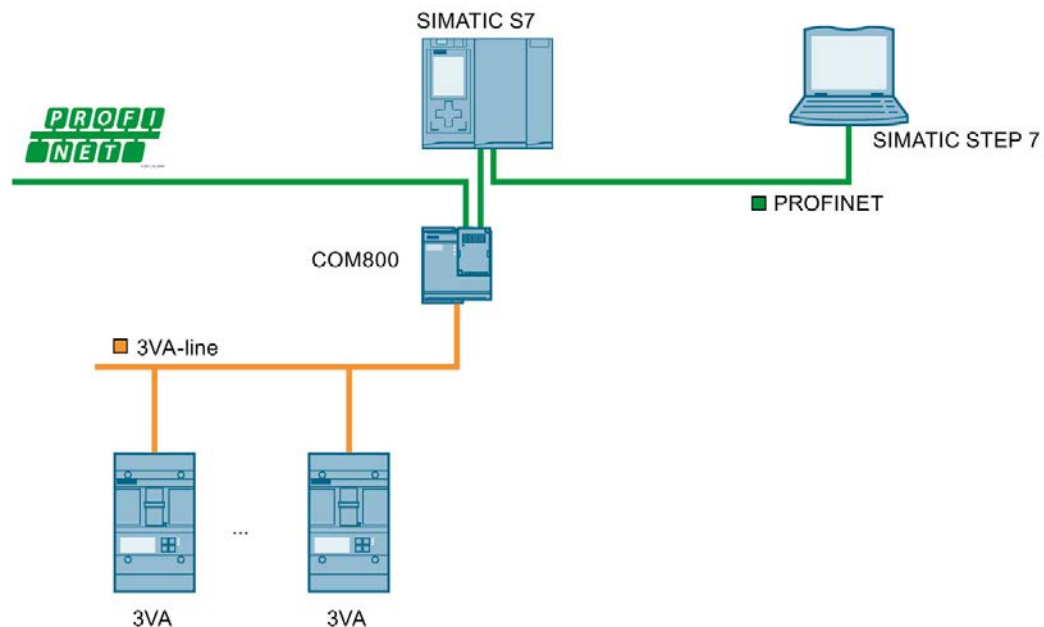 SIMATIC S7
PROFI
NET
SIMATIC STEP 7
PROFINET
COM800
3VA-line
...
3VA
3VA